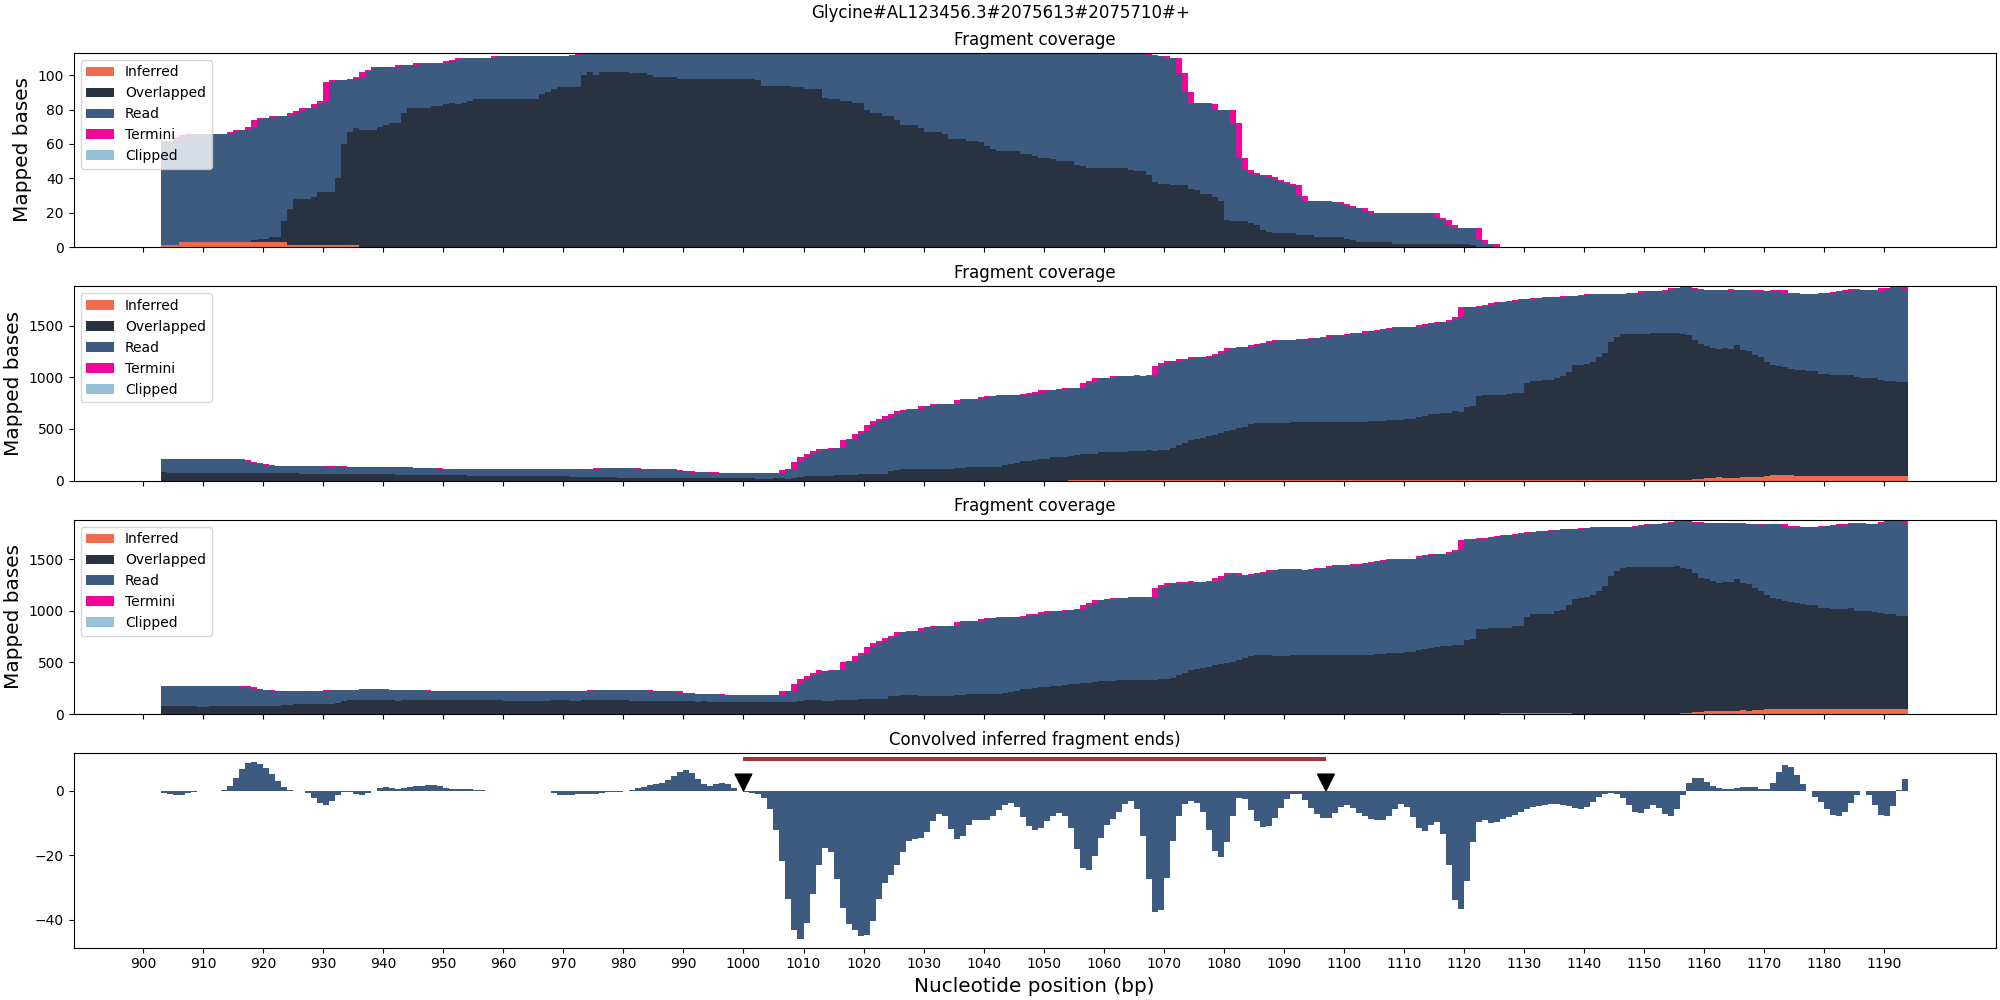 Glycine#AL123456.3#2075613#2075710#+
Fragment coverage
Mapped bases
100
80
60
40
20
0
Inferred
Overlapped
Read
Termini
Clipped
Fragment coverage
Mapped bases
1500
1000
500
0
Inferred
Overlapped
Read
Termini
Clipped
Fragment coverage
Mapped bases
1500
1000
500
0
Inferred
Overlapped
Read
Termini
Clipped
Convolved inferred fragment ends)
0
−20
−40
900 910 920 930 940 950 960 970 980 990 1000 1010 1020 1030 1040 1050 1060 1070 1080 1090 1100 1110 1120 1130 1140 1150 1160 1170 1180 1190
Nucleotide position (bp)